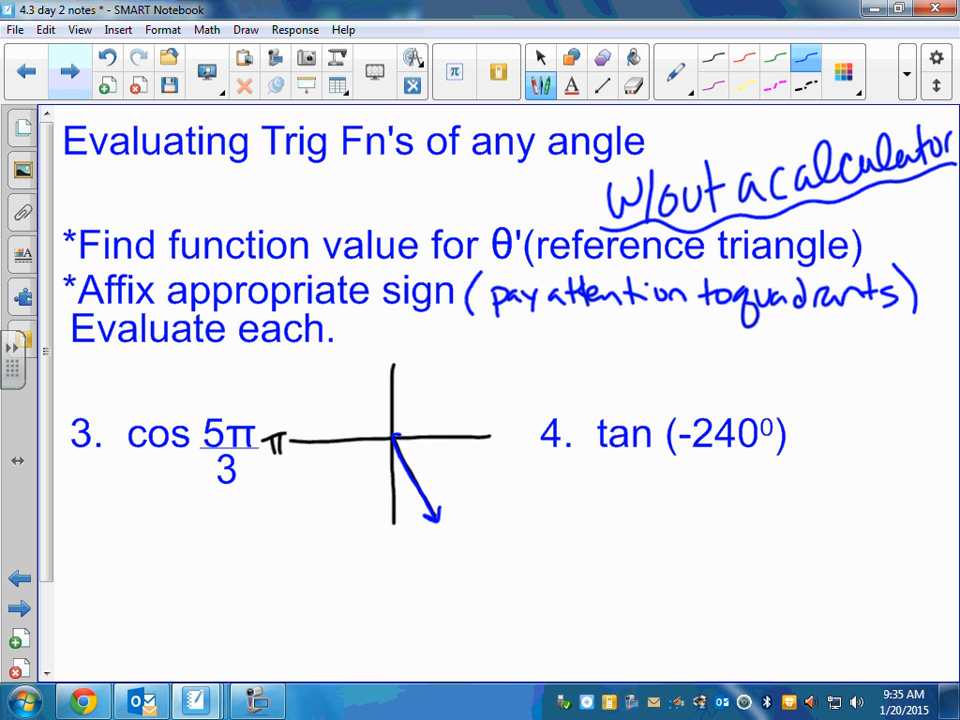 4.3 day 2 notes * - SMART Notebook
File Edit View Insert Format Math Draw Response Help
Evaluating Trig Fn's of any angle
w/out a calculator
*Find function value for θ'(reference triangle)
*Affix appropriate sign (pay attention to quadrants)
Evaluate each.
3. cos 5π/3
π
4. tan (-240⁰)
9:35 AM
1/20/2015